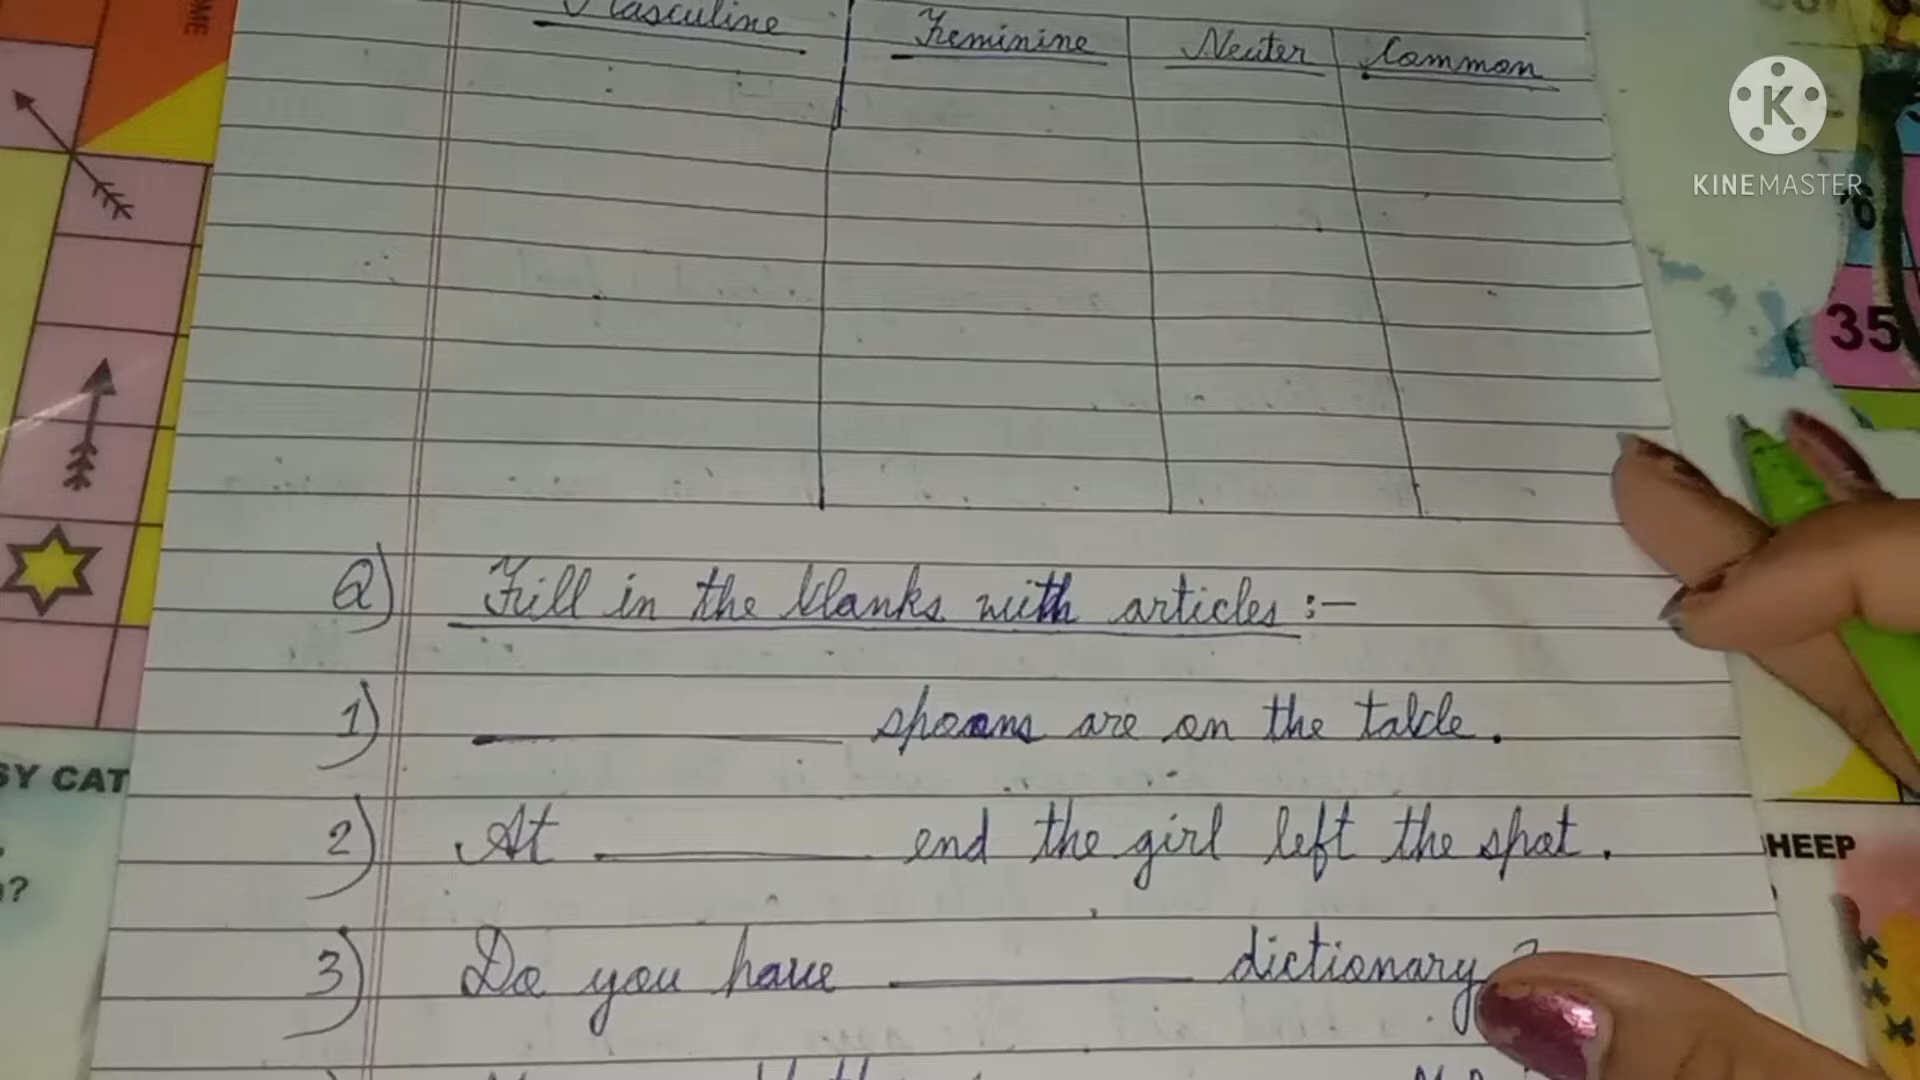 Masculine Feminine Neuter Common
KINEMASTER
35
Q) Fill in the blanks with articles :-
1) ________ spoons are on the table.
2) At ________ end the girl left the spot.
3) Do you have ________ dictionary?
SY CAT
HEEP